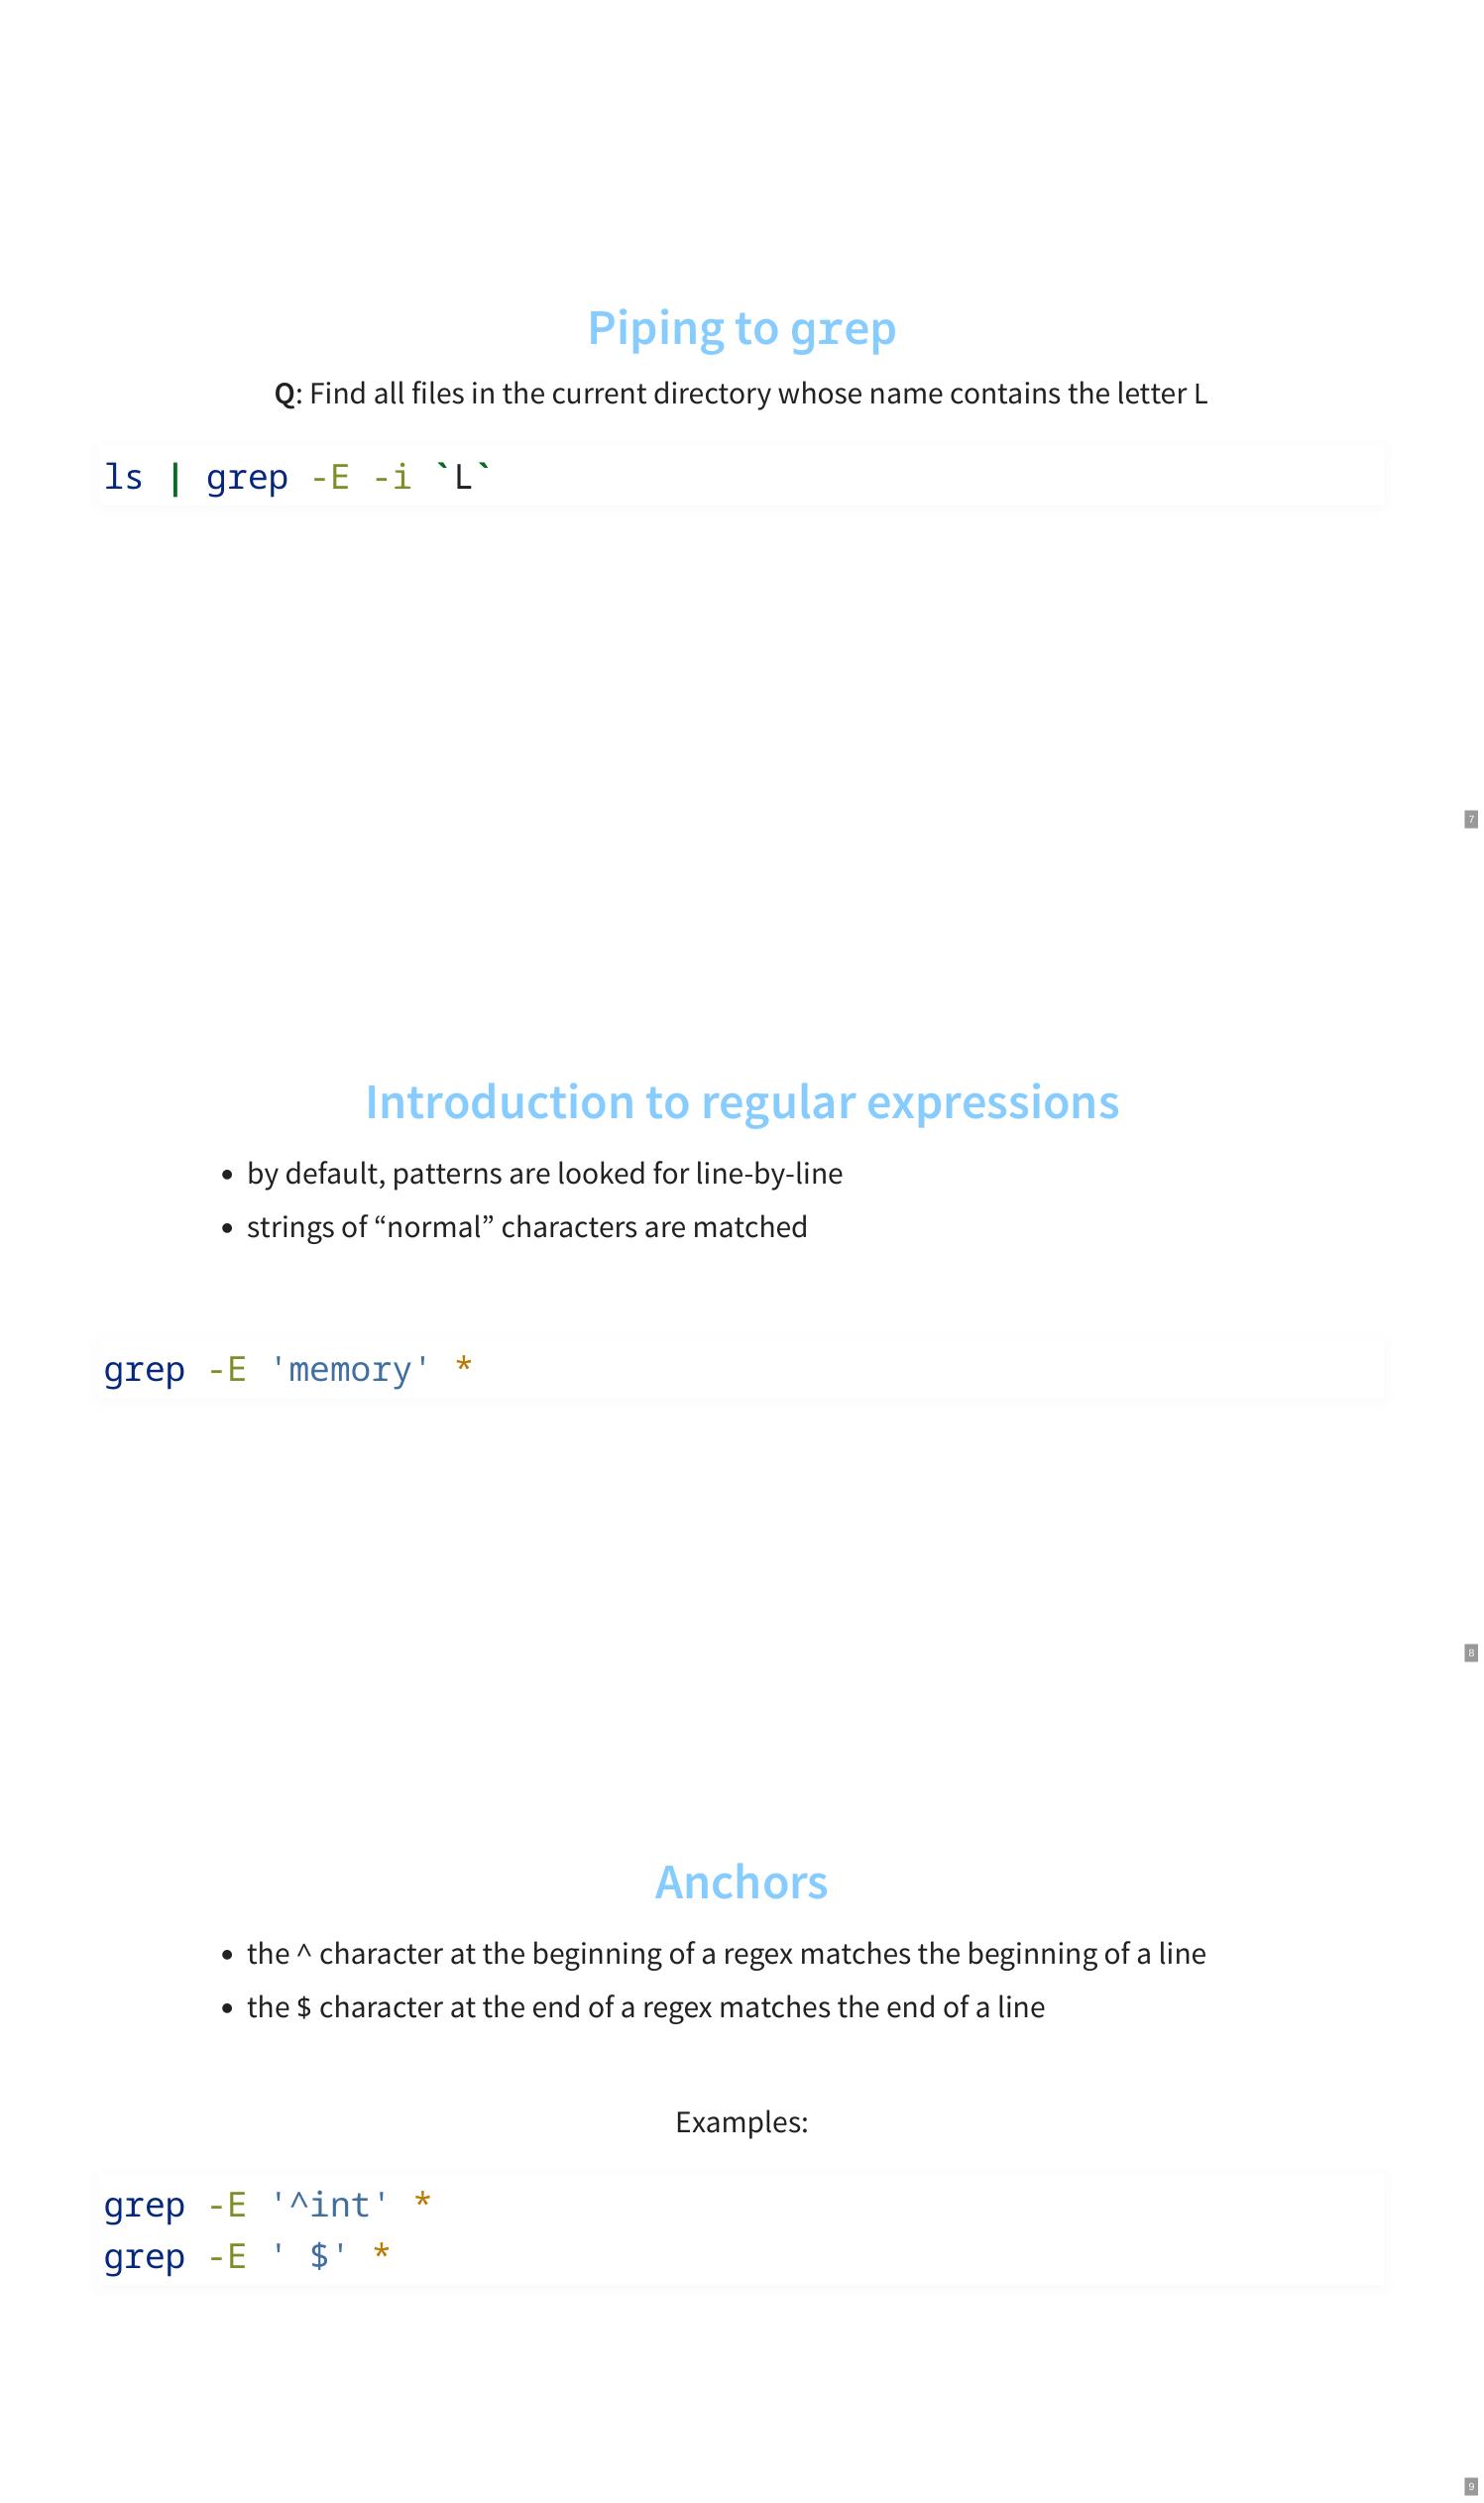 Piping to grep
Q: Find all files in the current directory whose name contains the letter L
ls | grep -E -i `L`
7
Introduction to regular expressions
• by default, patterns are looked for line-by-line
• strings of “normal” characters are matched
grep -E 'memory' *
8
Anchors
• the ^ character at the beginning of a regex matches the beginning of a line
• the $ character at the end of a regex matches the end of a line
Examples:
grep -E '^int' *
grep -E ' $' *
9